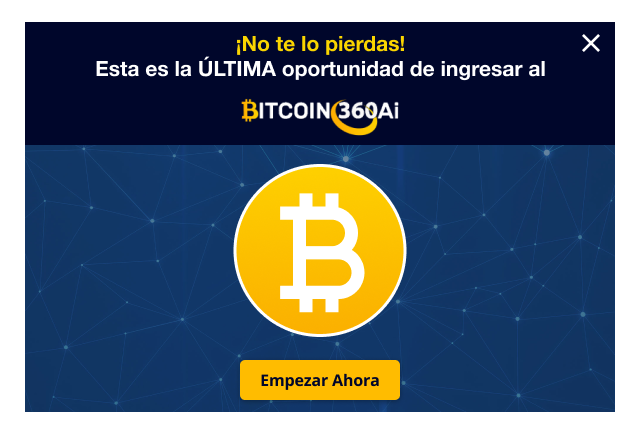 ¡No te lo pierdas!
Esta es la ÚLTIMA oportunidad de ingresar al
BITCOIN 360Ai
Empezar Ahora